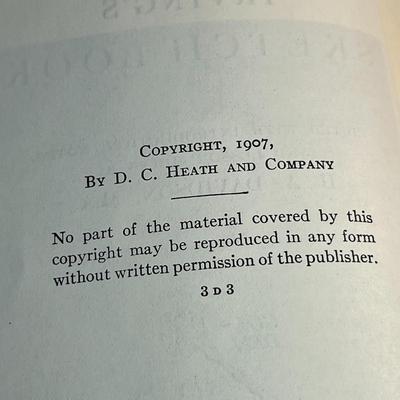 Copyright, 1907,
By D. C. Heath and Company
No part of the material covered by this
copyright may be reproduced in any form
without written permission of the publisher.
3 D 3